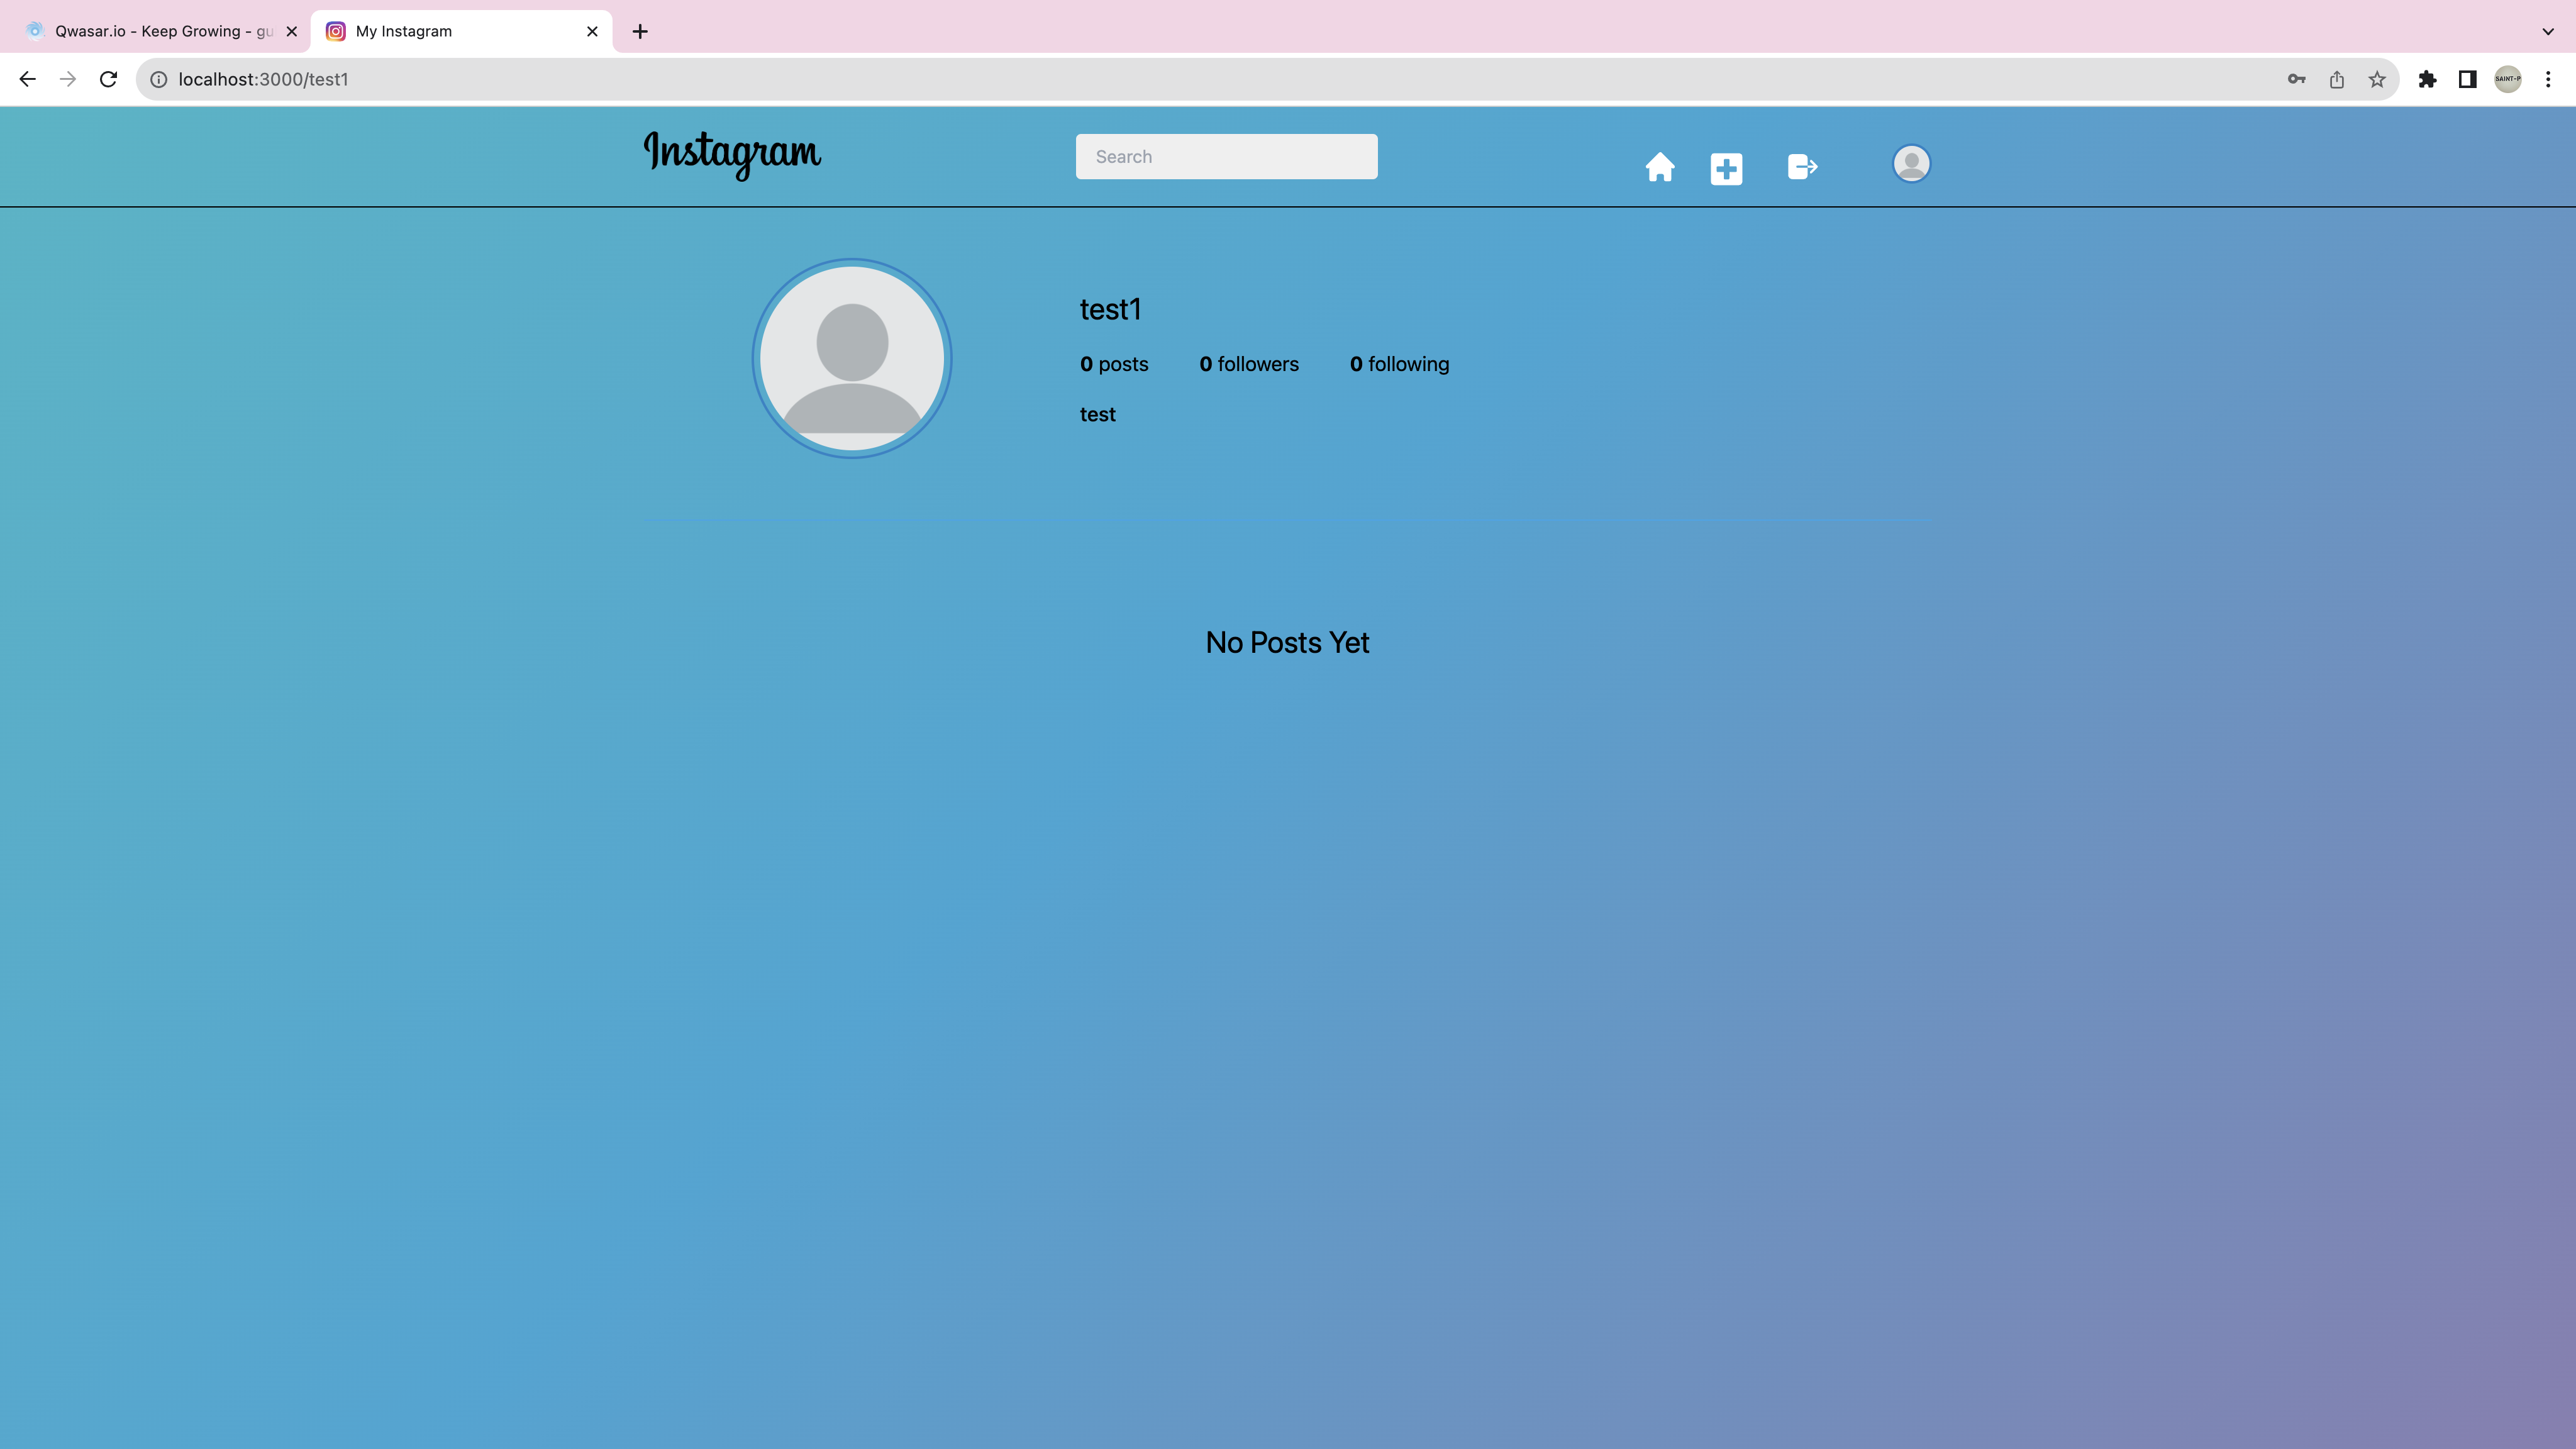 Qwasar.io - Keep Growing - gu
My Instagram
localhost:3000/test1
SAINT-P
Instagram
Search
test1
0 posts 0 followers 0 following
test
No Posts Yet